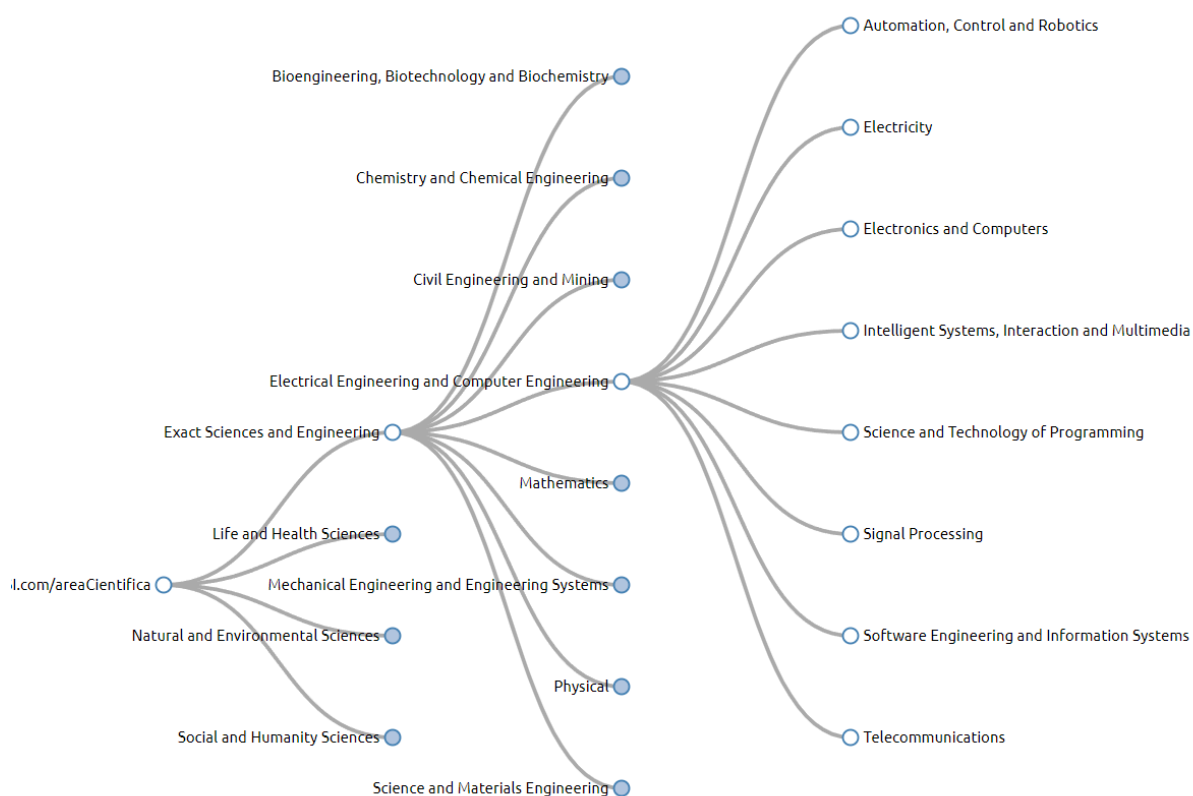 Automation, Control and Robotics
Bioengineering, Biotechnology and Biochemistry
Electricity
Chemistry and Chemical Engineering
Electronics and Computers
Civil Engineering and Mining
Intelligent Systems, Interaction and Multimedia
Electrical Engineering and Computer Engineering
Exact Sciences and Engineering
Science and Technology of Programming
Mathematics
Life and Health Sciences
Signal Processing
l.com/areaCientifica
Mechanical Engineering and Engineering Systems
Natural and Environmental Sciences
Software Engineering and Information Systems
Physical
Social and Humanity Sciences
Telecommunications
Science and Materials Engineering